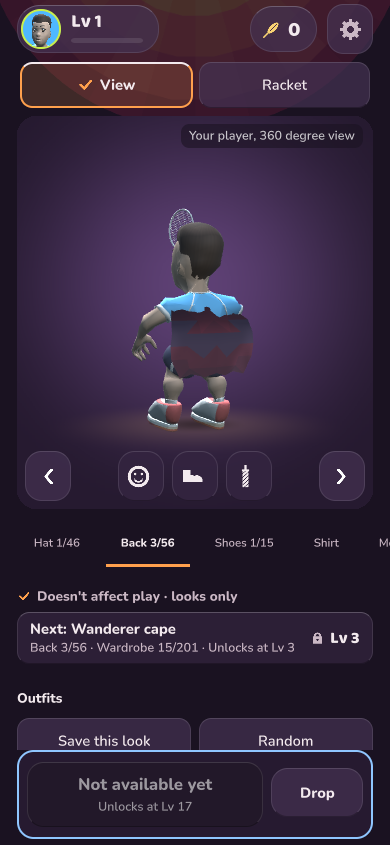 Lv 1
0
View
Racket
Your player, 360 degree view
Hat 1/46
Back 3/56
Shoes 1/15
Shirt
Doesn't affect play · looks only
Next: Wanderer cape
Back 3/56 · Wardrobe 15/201 · Unlocks at Lv 3
Lv 3
Outfits
Save this look
Random
Not available yet
Unlocks at Lv 17
Drop